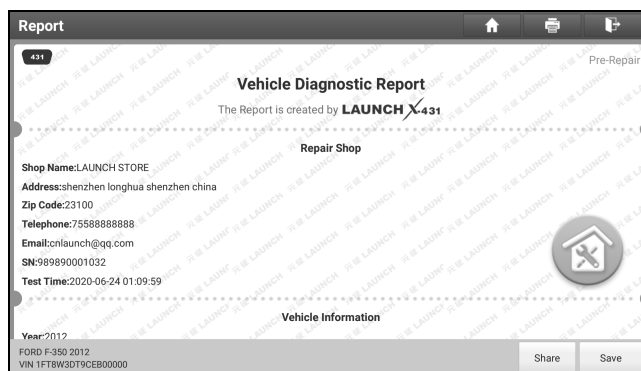 Report
431
Pre-Repair
Vehicle Diagnostic Report
The Report is created by LAUNCH X-431
Repair Shop
Shop Name:LAUNCH STORE
Address:shenzhen longhua shenzhen china
Zip Code:23100
Telephone:75588888888
Email:cnlaunch@qq.com
SN:989890001032
Test Time:2020-06-24 01:09:59
Vehicle Information
Year:2012
FORD F-350 2012
VIN 1FT8W3DT9CEB00000
Share
Save